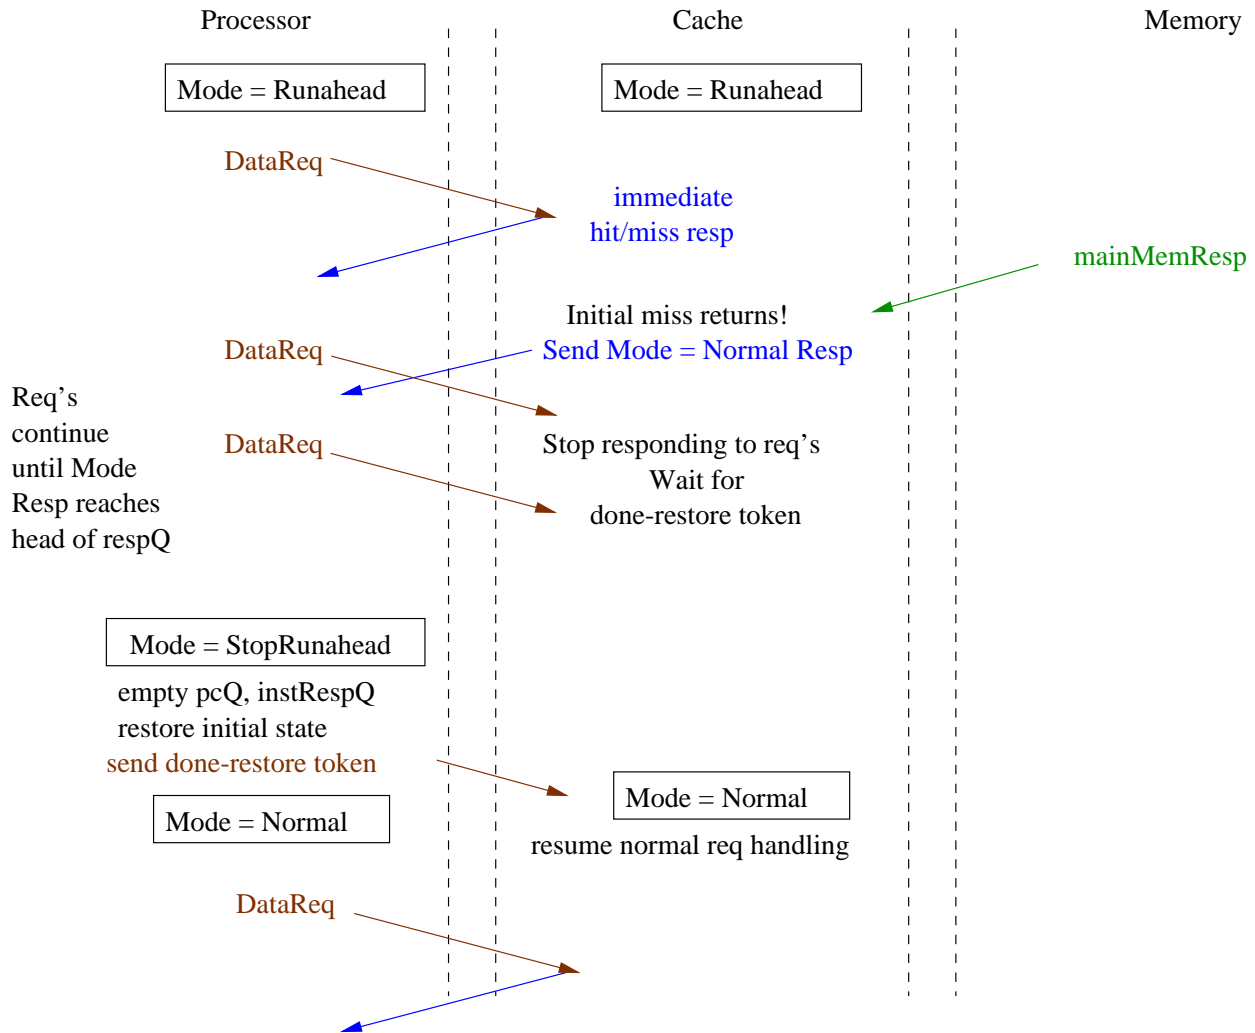 Processor
Cache
Memory
Mode = Runahead
Mode = Runahead
DataReq
immediate
hit/miss resp
mainMemResp
Initial miss returns!
DataReq
Send Mode = Normal Resp
Req's
continue
until Mode
Resp reaches
head of respQ
DataReq
Stop responding to req's
Wait for
done-restore token
Mode = StopRunahead
empty pcQ, instRespQ
restore initial state
send done-restore token
Mode = Normal
Mode = Normal
resume normal req handling
DataReq